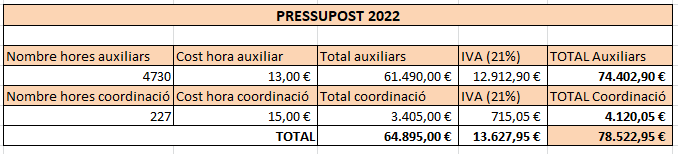 PRESSUPOST 2022
Nombre hores auxiliars Cost hora auxiliar Total auxiliars IVA (21%) TOTAL Auxiliars
4730 13,00 € 61.490,00 € 12.912,90 € 74.402,90 €
Nombre hores coordinació Cost hora coordinació Total coordinació IVA (21%) TOTAL Coordinació
227 15,00 € 3.405,00 € 715,05 € 4.120,05 €
TOTAL 64.895,00 € 13.627,95 € 78.522,95 €